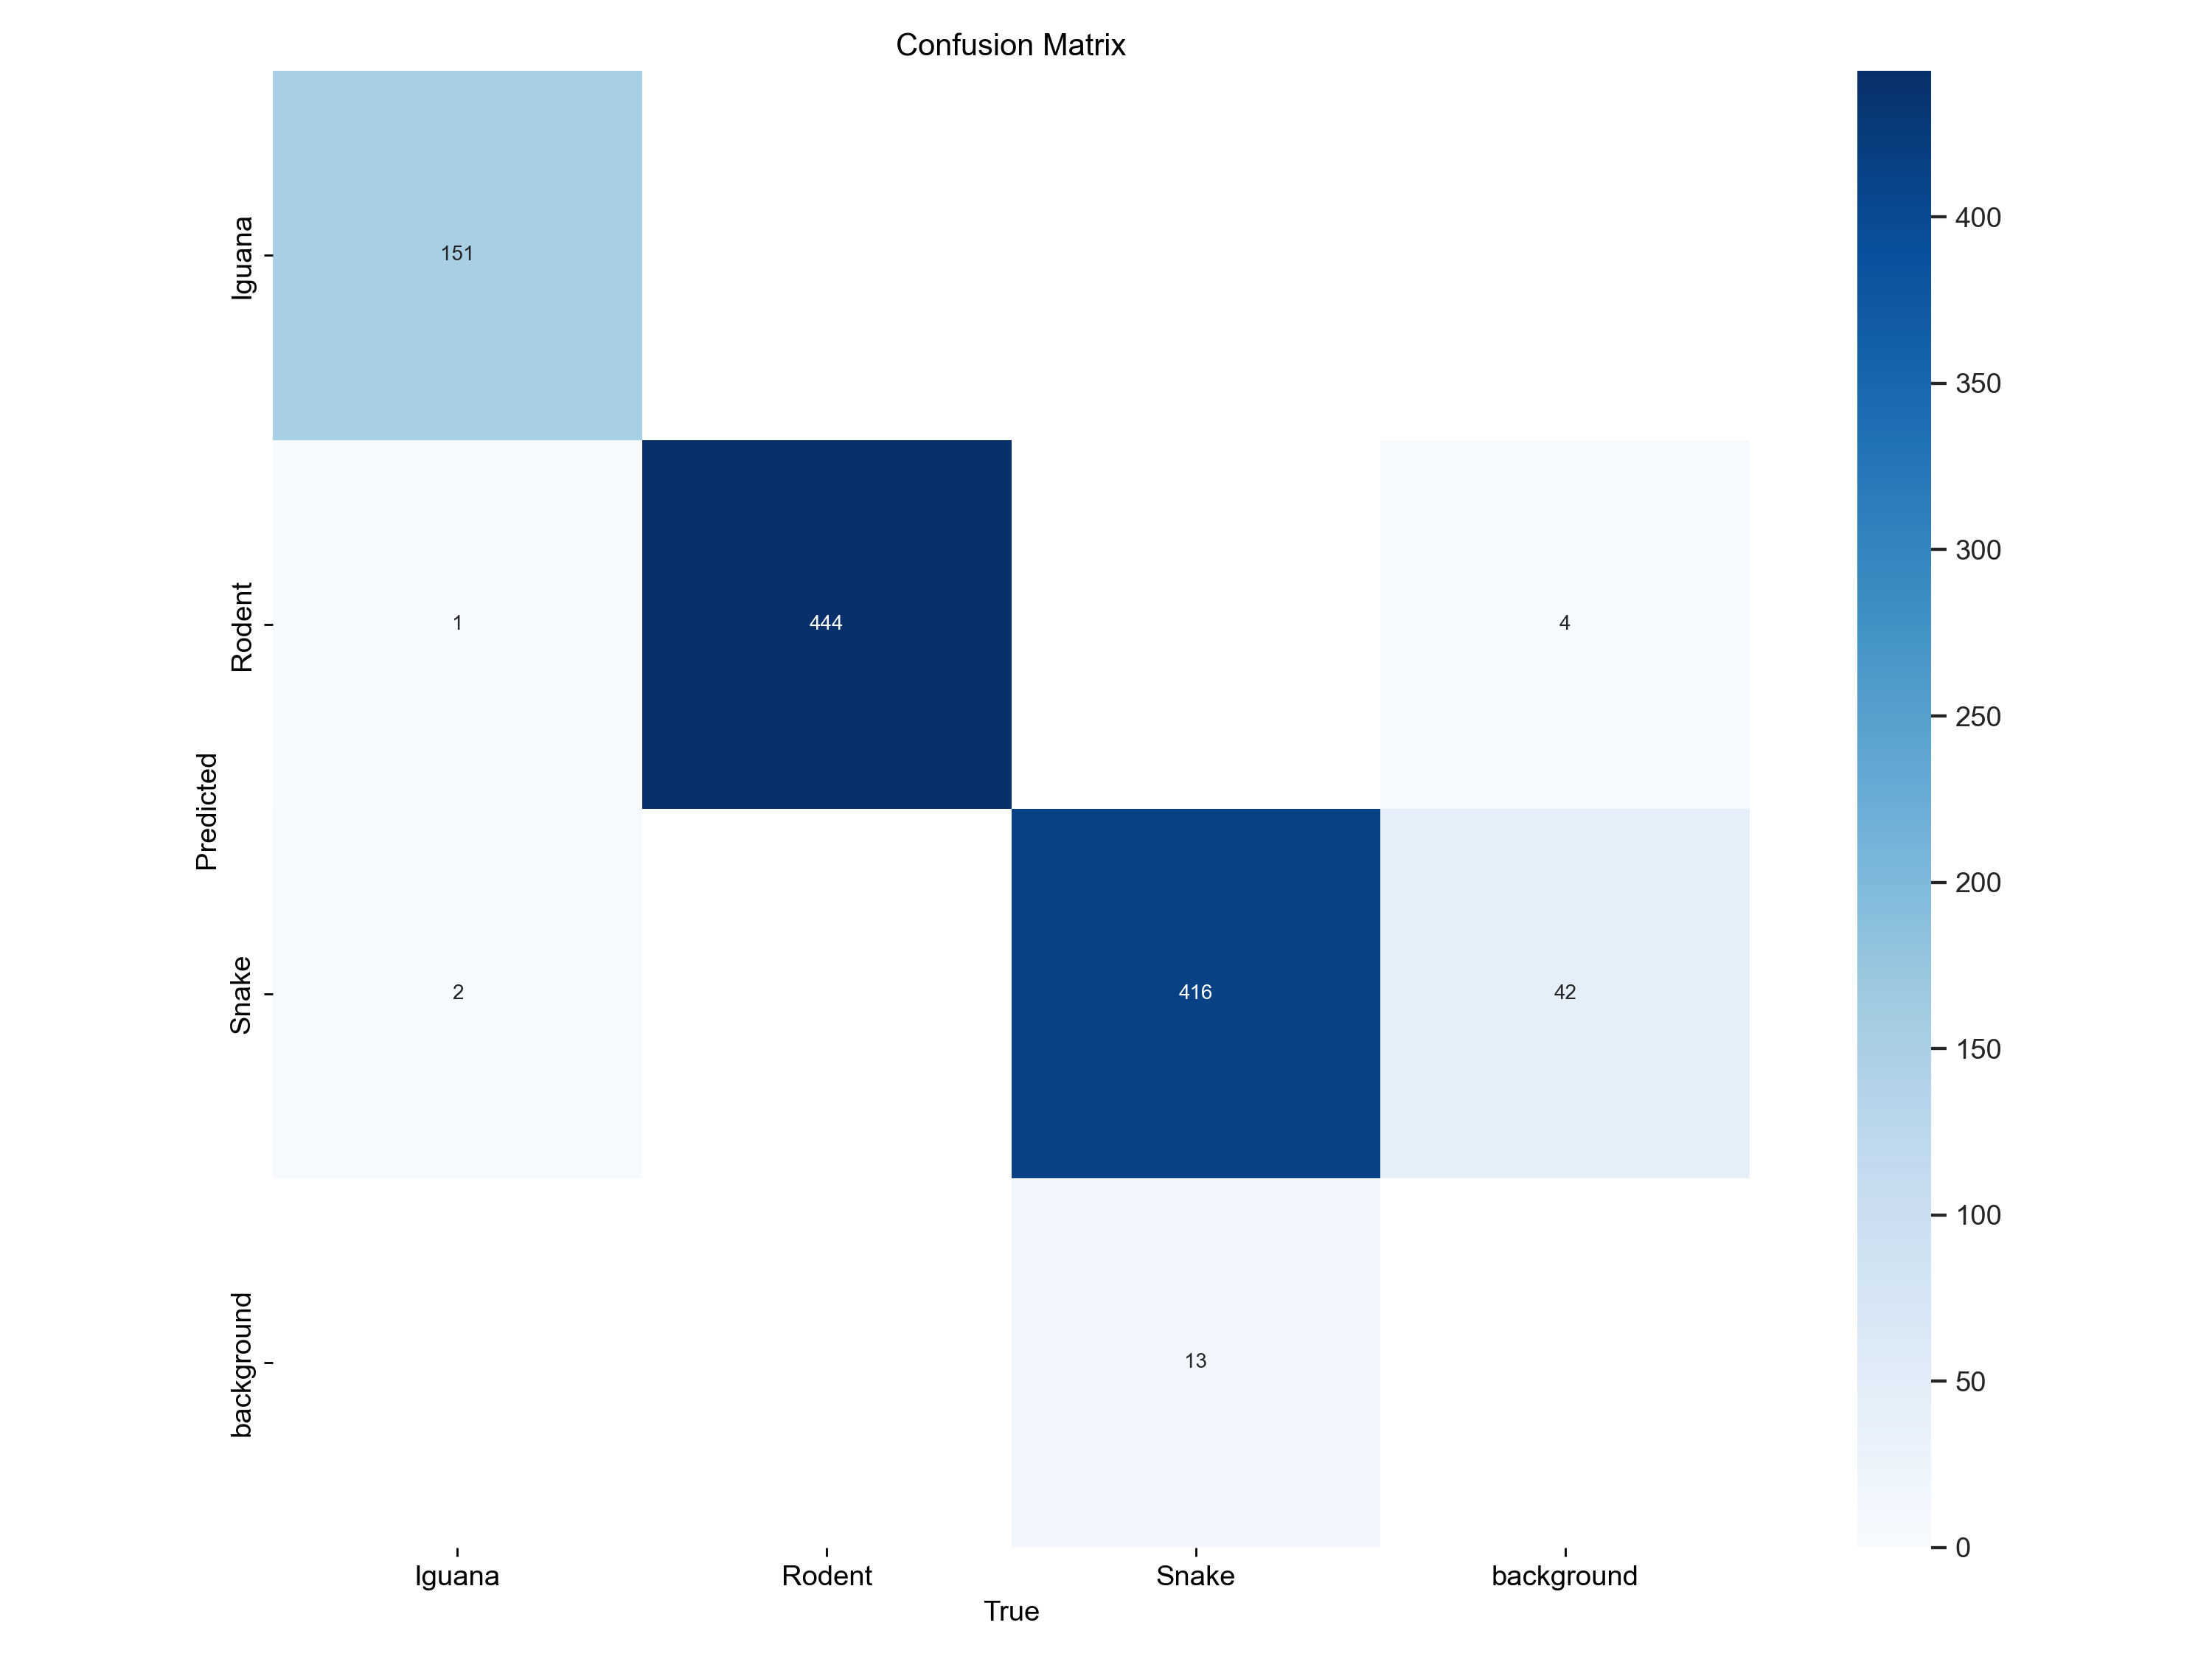 Confusion Matrix
Iguana
151
Rodent
1
444
4
Predicted
Snake
2
416
42
background
13
Iguana
Rodent
Snake
background
True
400
350
300
250
200
150
100
50
0